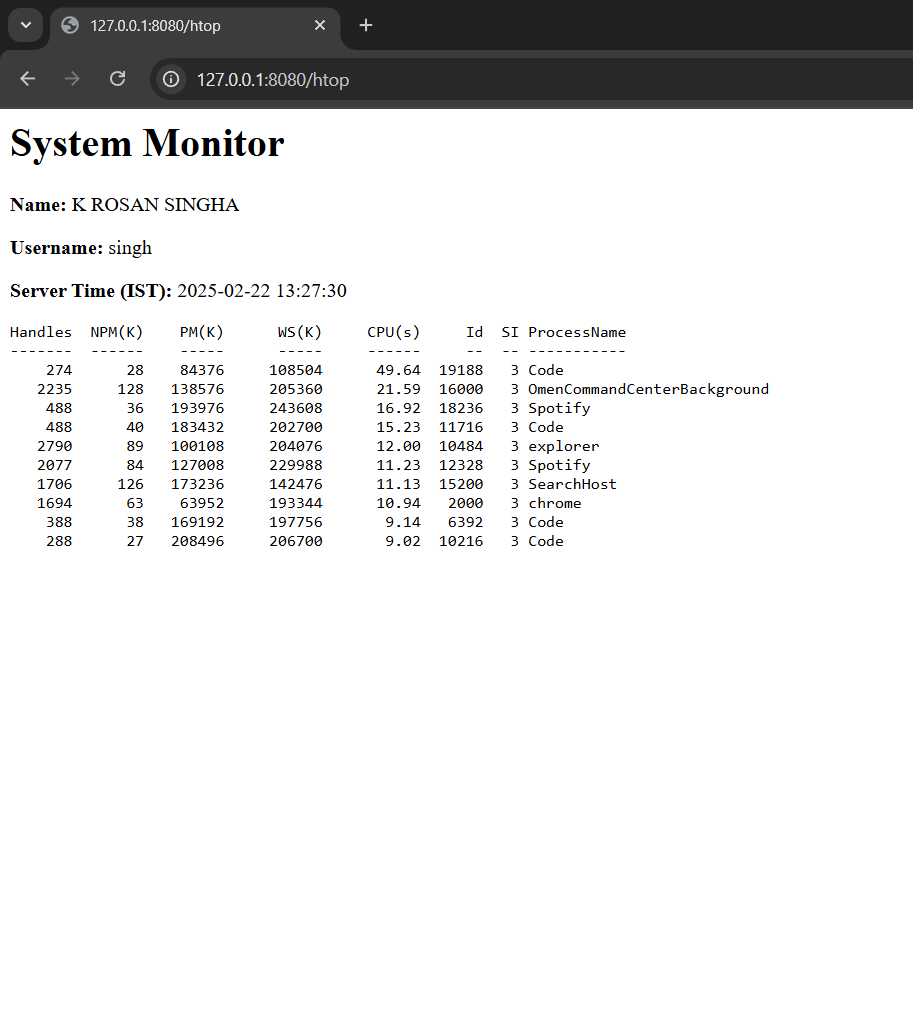 127.0.0.1:8080/htop
127.0.0.1:8080/htop
System Monitor
Name: K ROSAN SINGHA
Username: singh
Server Time (IST): 2025-02-22 13:27:30
Handles  NPM(K)    PM(K)      WS(K)     CPU(s)     Id  SI ProcessName
-------  ------    -----      -----     ------     --  -- -----------
    274      28    84376     108504      49.64  19188   3 Code
   2235     128   138576     205360      21.59  16000   3 OmenCommandCenterBackground
    488      36   193976     243608      16.92  18236   3 Spotify
    488      40   183432     202700      15.23  11716   3 Code
   2790      89   100108     204076      12.00  10484   3 explorer
   2077      84   127008     229988      11.23  12328   3 Spotify
   1706     126   173236     142476      11.13  15200   3 SearchHost
   1694      63    63952     193344      10.94   2000   3 chrome
    388      38   169192     197756       9.14   6392   3 Code
    288      27   208496     206700       9.02  10216   3 Code